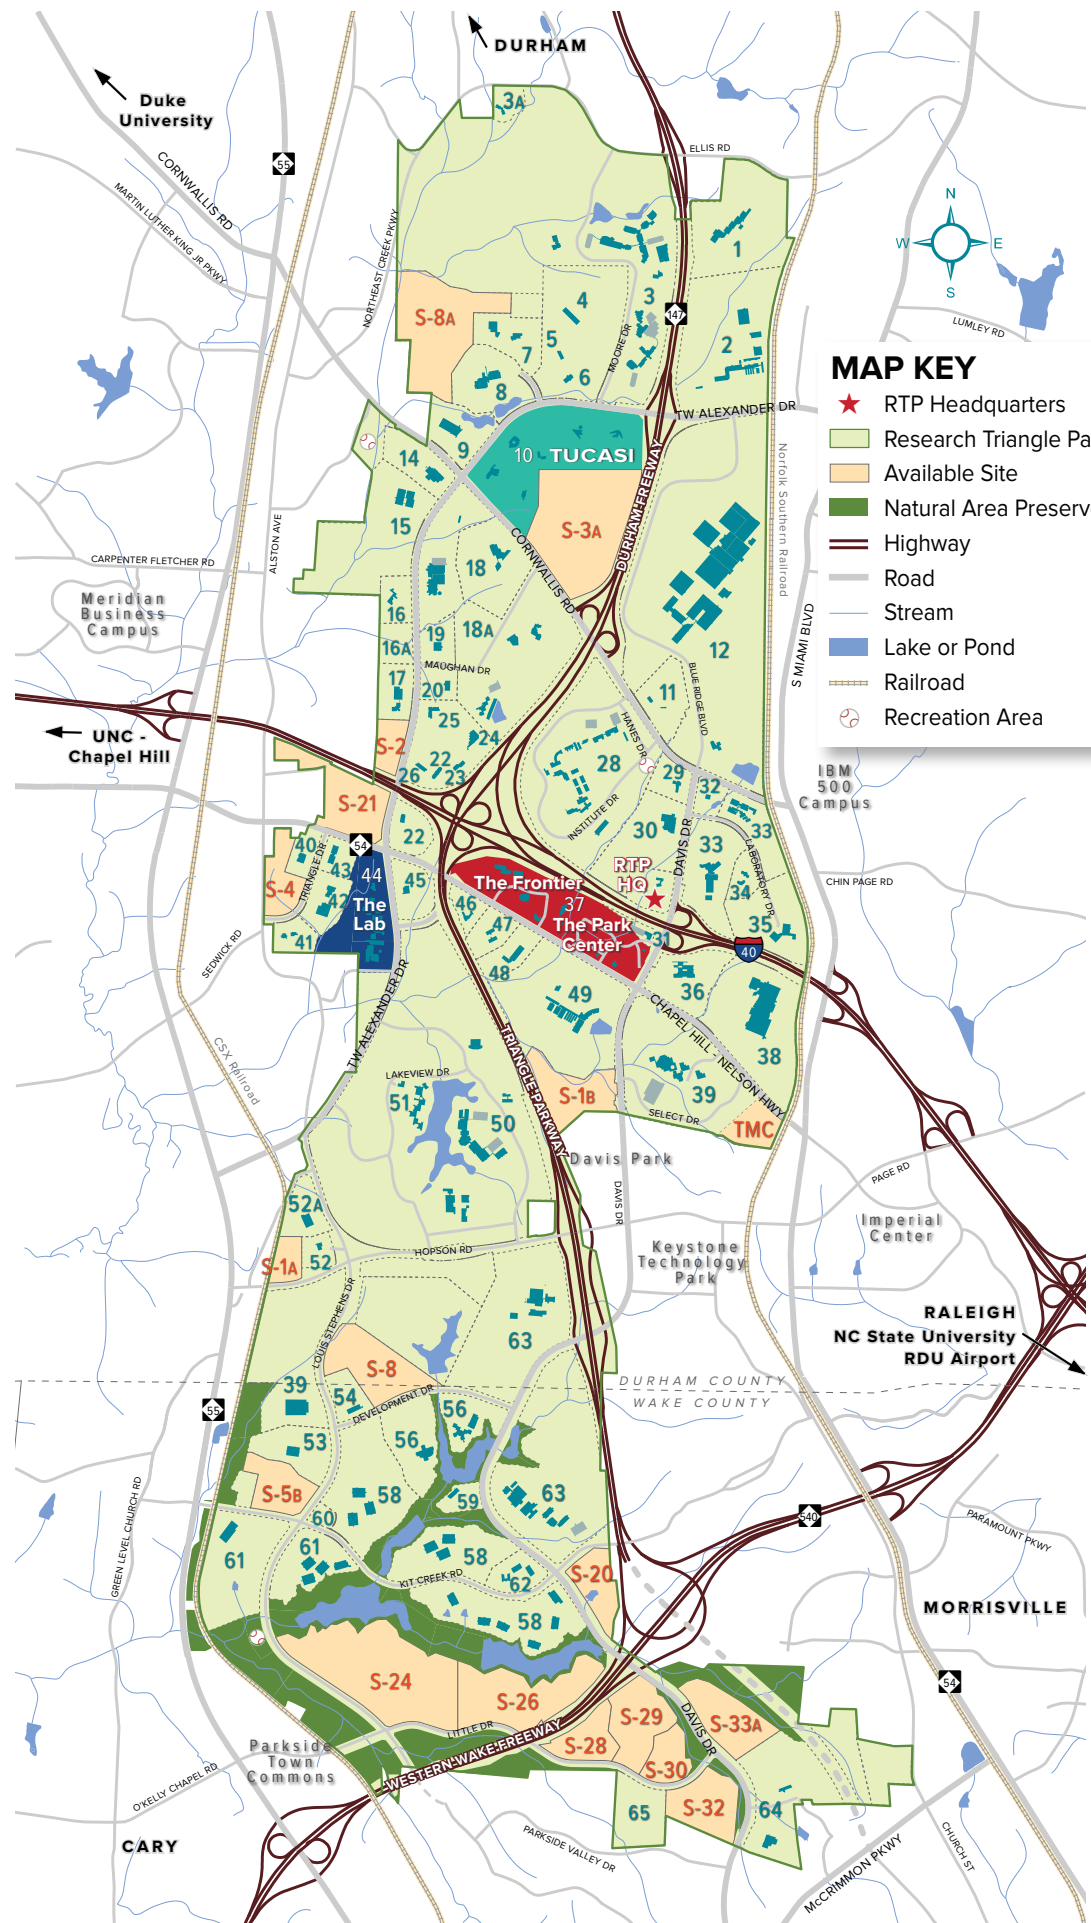 DURHAM
Duke
University
3A
ELLIS RD
55
CORNWALLIS RD
MARTIN LUTHER KING JR PKWY
NORTHEAST CREEK PKWY
N
W
E
S
1
S-8A
4
3
147
MOORE DR
5
7
2
6
8
LUMLEY RD
MAP KEY
RTP Headquarters
Research Triangle Pa
Available Site
Natural Area Preserv
Highway
Road
Stream
Lake or Pond
Railroad
Recreation Area
TW ALEXANDER DR
9
10 TUCASI
14
15
S-3A
DURHAM FREEWAY
Norfolk Southern Railroad
CORNWALLIS RD
ALSTON AVE
CARPENTER FLETCHER RD
Meridian
Business
Campus
18
16
19
18A
16A
MAUGHAN DR
17
20
25
24
12
S MIAMI BLVD
BLUE RIDGE BLVD
11
HANES DR
UNC -
Chapel Hill
S-2
22
26
23
28
29
32
IBM
500
Campus
S-21
INSTITUTE DR
22
30
DAVIS DR
33
33
LABORATORY DR
54
40
TRIANGLE DR
43
44
The
Lab
42
41
S-4
45
46
47
48
The Frontier
37
The Park
Center
RTP
HQ
31
34
35
40
CHIN PAGE RD
SEDWICK RD
TW ALEXANDER DR
49
36
38
CHAPEL HILL - NELSON HWY
39
SELECT DR
TMC
S-1B
TRIANGLE PARKWAY
CSX Railroad
LAKEVIEW DR
51
50
Davis Park
DAVIS DR
PAGE RD
Imperial
Center
Keystone
Technology
Park
52A
S-1A
52
HOPSON RD
LOUIS STEPHENS DR
63
RALEIGH
NC State University
RDU Airport
S-8
DURHAM COUNTY
WAKE COUNTY
39
54
DEVELOPMENT DR
55
53
56
56
S-5B
58
59
63
60
540
PARAMOUNT PKWY
GREEN LEVEL CHURCH RD
61
61
58
KIT CREEK RD
62
S-20
58
MORRISVILLE
S-24
S-26
54
LITTLE DR
S-29
S-33A
DAVIS DR
S-28
S-30
WESTERN WAKE FREEWAY
Parkside
Town
Commons
O'KELLY CHAPEL RD
S-32
65
64
CARY
PARKSIDE VALLEY DR
CHURCH ST
McCRIMMON PKWY